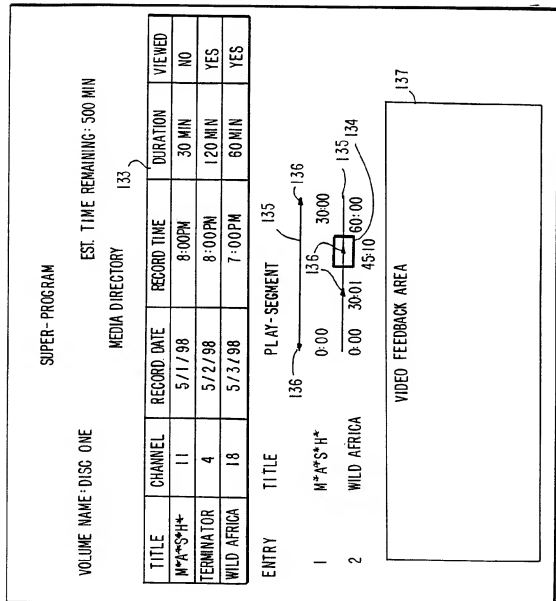 SUPER-PROGRAM
VOLUME NAME: DISC ONE EST. TIME REMAINING: 500 MIN
MEDIA DIRECTORY
133
TITLE CHANNEL RECORD. DATE RECORD TIME DURATION VIEWED
M*A*S*H* 11 5/1/98 8:00PM 30 MIN NO
TERMINATOR 4 5/2/98 8:00PM 120 MIN YES
WILD AFRICA 18 5/3/98 7:00PM 60 MIN YES
ENTRY TITLE PLAY-SEGMENT
136 135 136
1 M*A*S*H* 0:00 30:00
136
2 WILD AFRICA 0:00 30:01 60:00 135
45:10 134
137
VIDEO FEEDBACK AREA